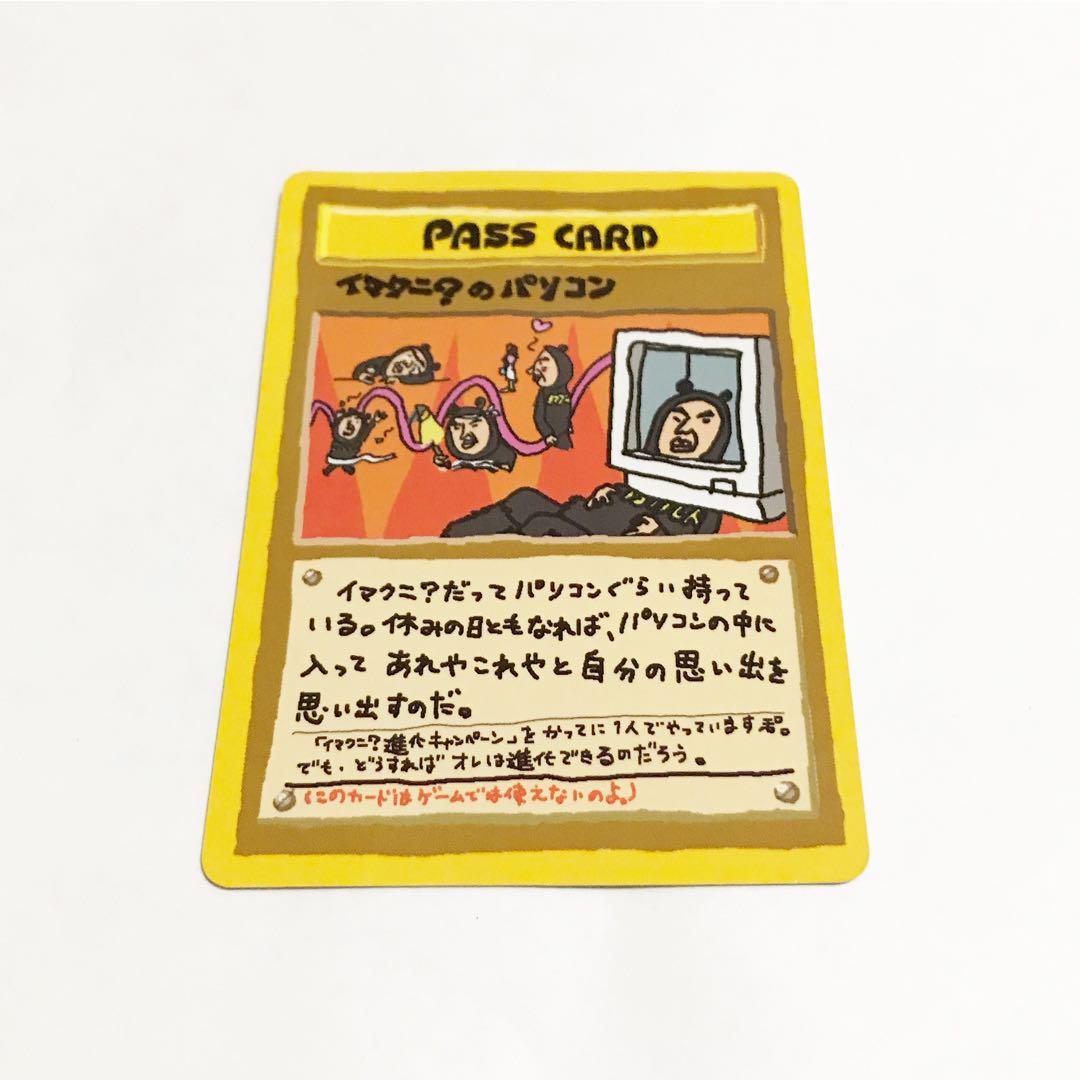 PASS CARD
イマクニ?のパソコン
イマクニ?だってパソコンぐらい持って
いる。休みの日ともなれば、パソコンの中に
入って あれやこれやと自分の思い出を
思い出すのだ。
「イマクニ?進化キャンペーン」をかってに1人でやっています
でも、どうすればオレは進化できるのだろう。
(このカードはゲームでは使えないのよ。)